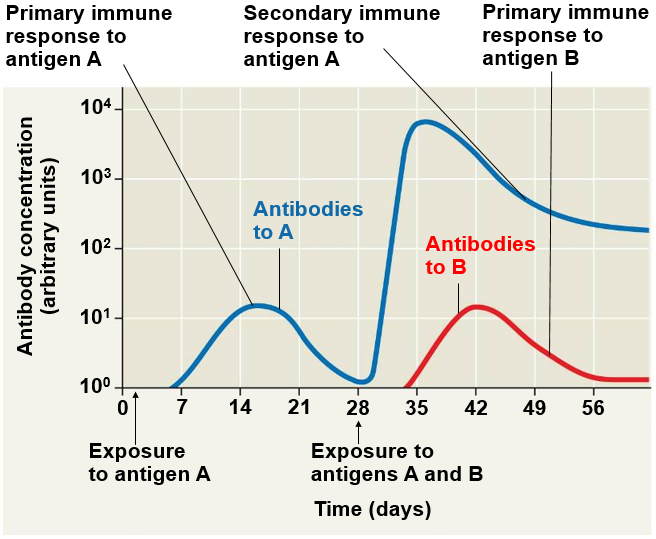 Primary immune
response to
antigen A
Secondary immune
response to
antigen A
Primary immune
response to
antigen B
Antibody concentration
(arbitrary units)
10⁴
10³
10²
10¹
10⁰
Antibodies
to A
Antibodies
to B
0 7 14 21 28 35 42 49 56
Exposure
to antigen A
Exposure to
antigens A and B
Time (days)